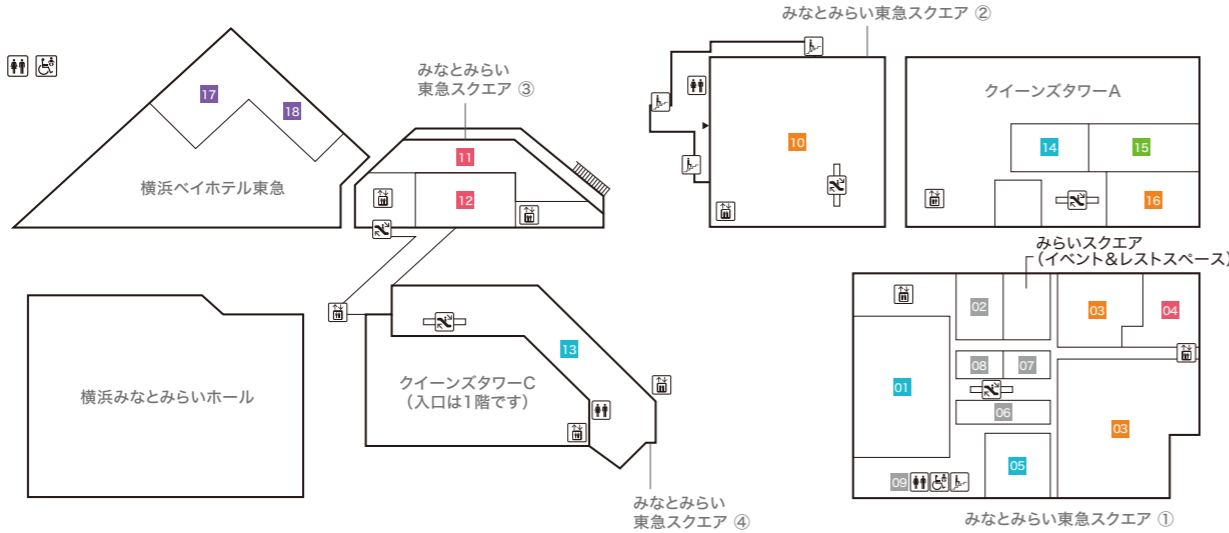 みなとみらい東急スクエア ②
みなとみらい
東急スクエア ③
クイーンズタワーA
17
18
11
12
10
14
15
16
横浜ベイホテル東急
みらいスクエア
(イベント&レストスペース)
02
03
04
13
01
08
07
06
横浜みなとみらいホール
クイーンズタワーC
(入口は1階です)
03
05
09
みなとみらい
東急スクエア ④
みなとみらい東急スクエア ①